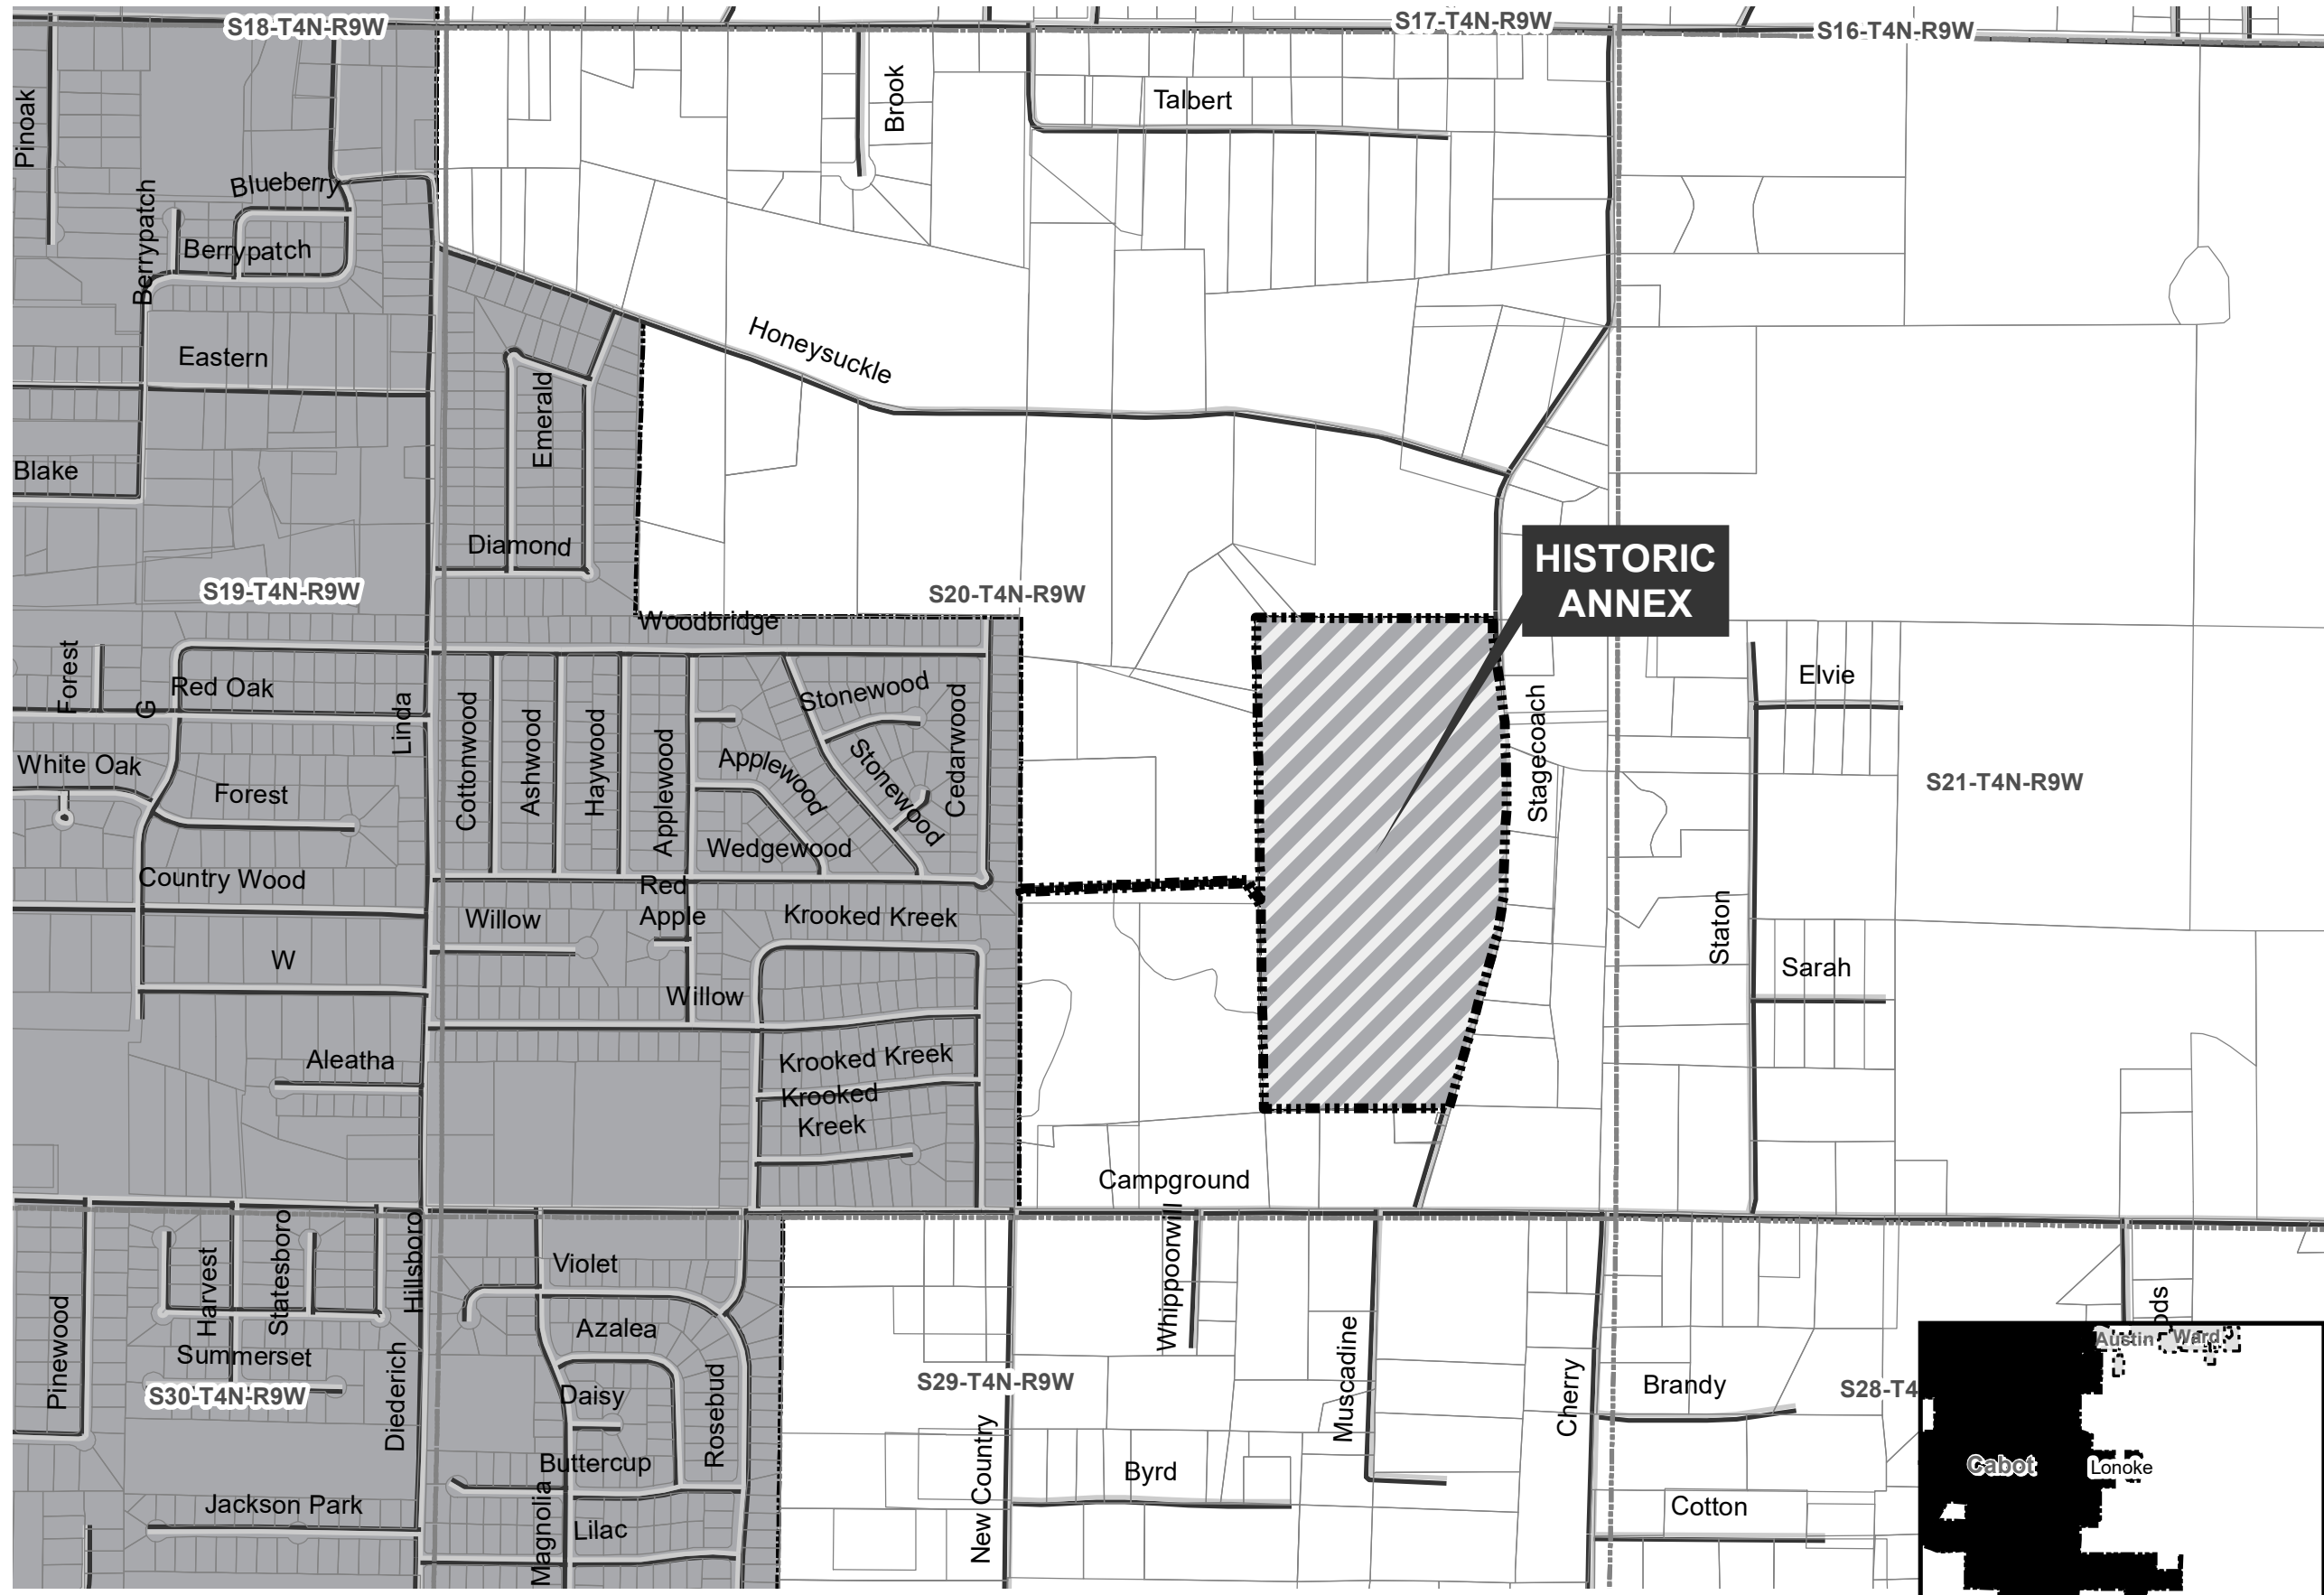 S18-T4N-R9W
S17-T4N-R9W
S16-T4N-R9W
Pinoak
Brook
Talbert
Blueberry
Berrypatch
Berrypatch
Honeysuckle
Eastern
Emerald
Blake
Diamond
HISTORIC
ANNEX
S19-T4N-R9W
S20-T4N-R9W
Woodbridge
Forest
G
Red Oak
Linda
Cottonwood
Ashwood
Haywood
Applewood
Stonewood
Applewood
Stonewood
Cedarwood
Stagecoach
Elvie
White Oak
Forest
S21-T4N-R9W
Wedgewood
Country Wood
Red
Apple
Willow
Krooked Kreek
Staton
W
Sarah
Willow
Aleatha
Krooked Kreek
Krooked
Kreek
Campground
Whippoorwill
Harvest
Statesboro
Hillsboro
Violet
Pinewood
Azalea
Summerset
Diederich
S30-T4N-R9W
Daisy
Rosebud
S29-T4N-R9W
Muscadine
Cherry
Brandy
S28-T4
ods
Austin
Ward
Buttercup
Magnolia
New Country
Byrd
Cabot
Lonoke
Jackson Park
Lilac
Cotton